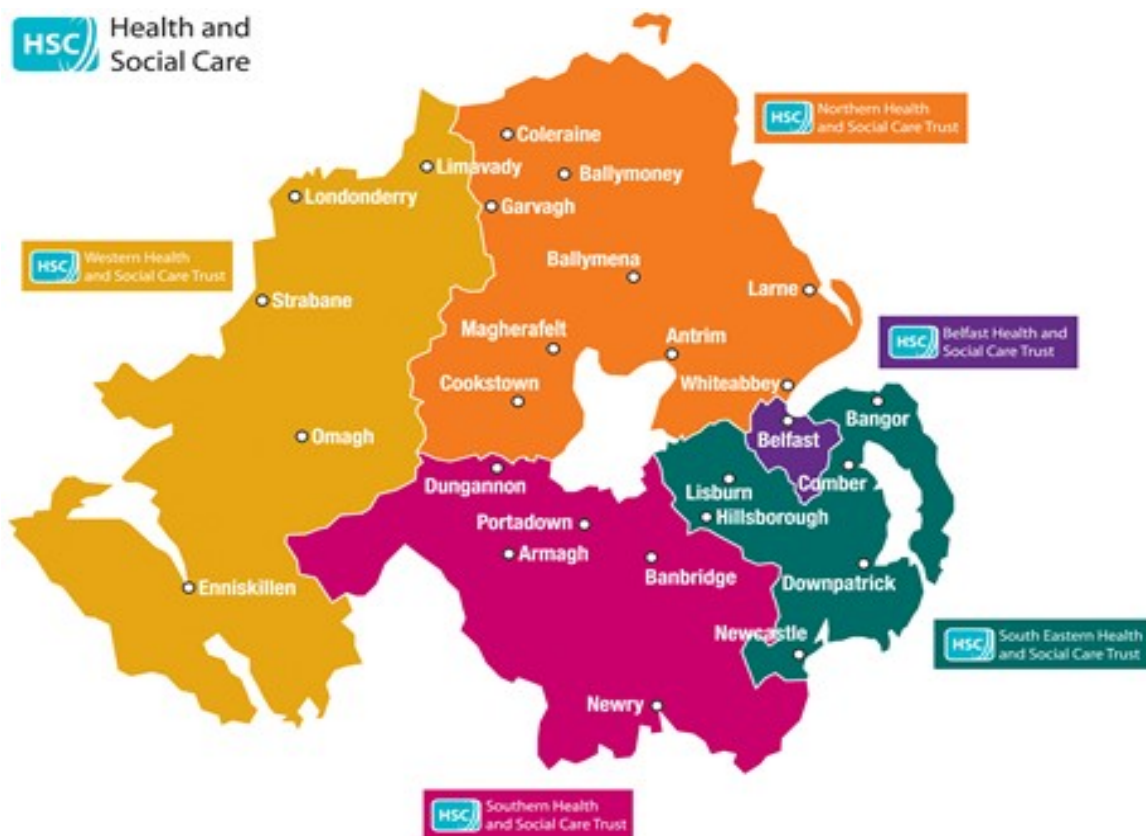 HSC
Health and
Social Care
HSC
Northern Health
and Social Care Trust
Coleraine
Limavady
Ballymoney
Londonderry
Garvagh
HSC
Western Health
and Social Care Trust
Ballymena
Larne
Strabane
HSC
Belfast Health and
Social Care Trust
Magherafelt
Antrim
Cookstown
Whiteabbey
Bangor
Omagh
Belfast
Dungannon
Comber
Lisburn
Portadown
Hillsborough
Armagh
Banbridge
Downpatrick
Enniskillen
Newcastle
HSC
South Eastern Health
and Social Care Trust
Newry
HSC
Southern Health
and Social Care Trust